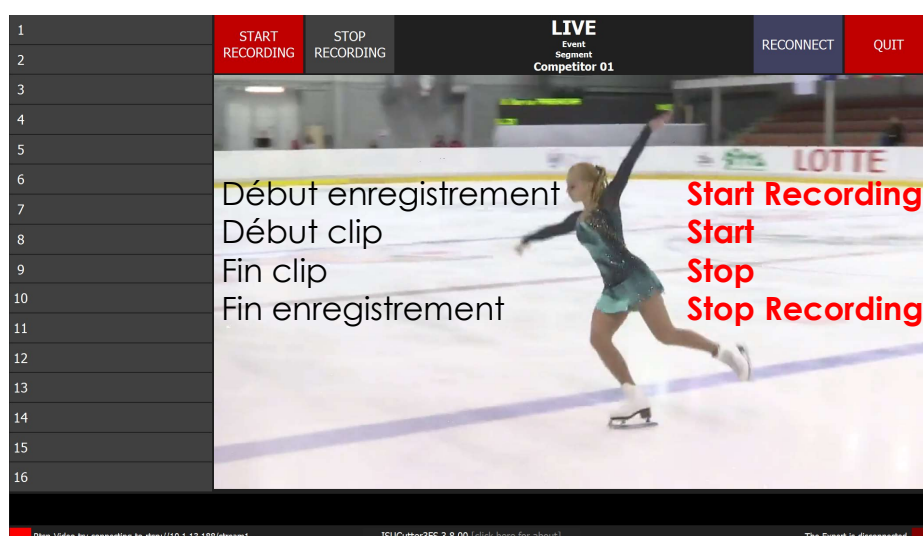 1
2
3
4
5
6
7
8
9
10
11
12
13
14
15
16
START
RECORDING
STOP
RECORDING
LIVE
Event
Segment
Competitor 01
RECONNECT
QUIT
LOTTE
Début enregistrement Start Recording
Début clip Start
Fin clip Stop
Fin enregistrement Stop Recording
ISUCutter3FS 3.8.00 [click here for about]
The Expert is disconnected